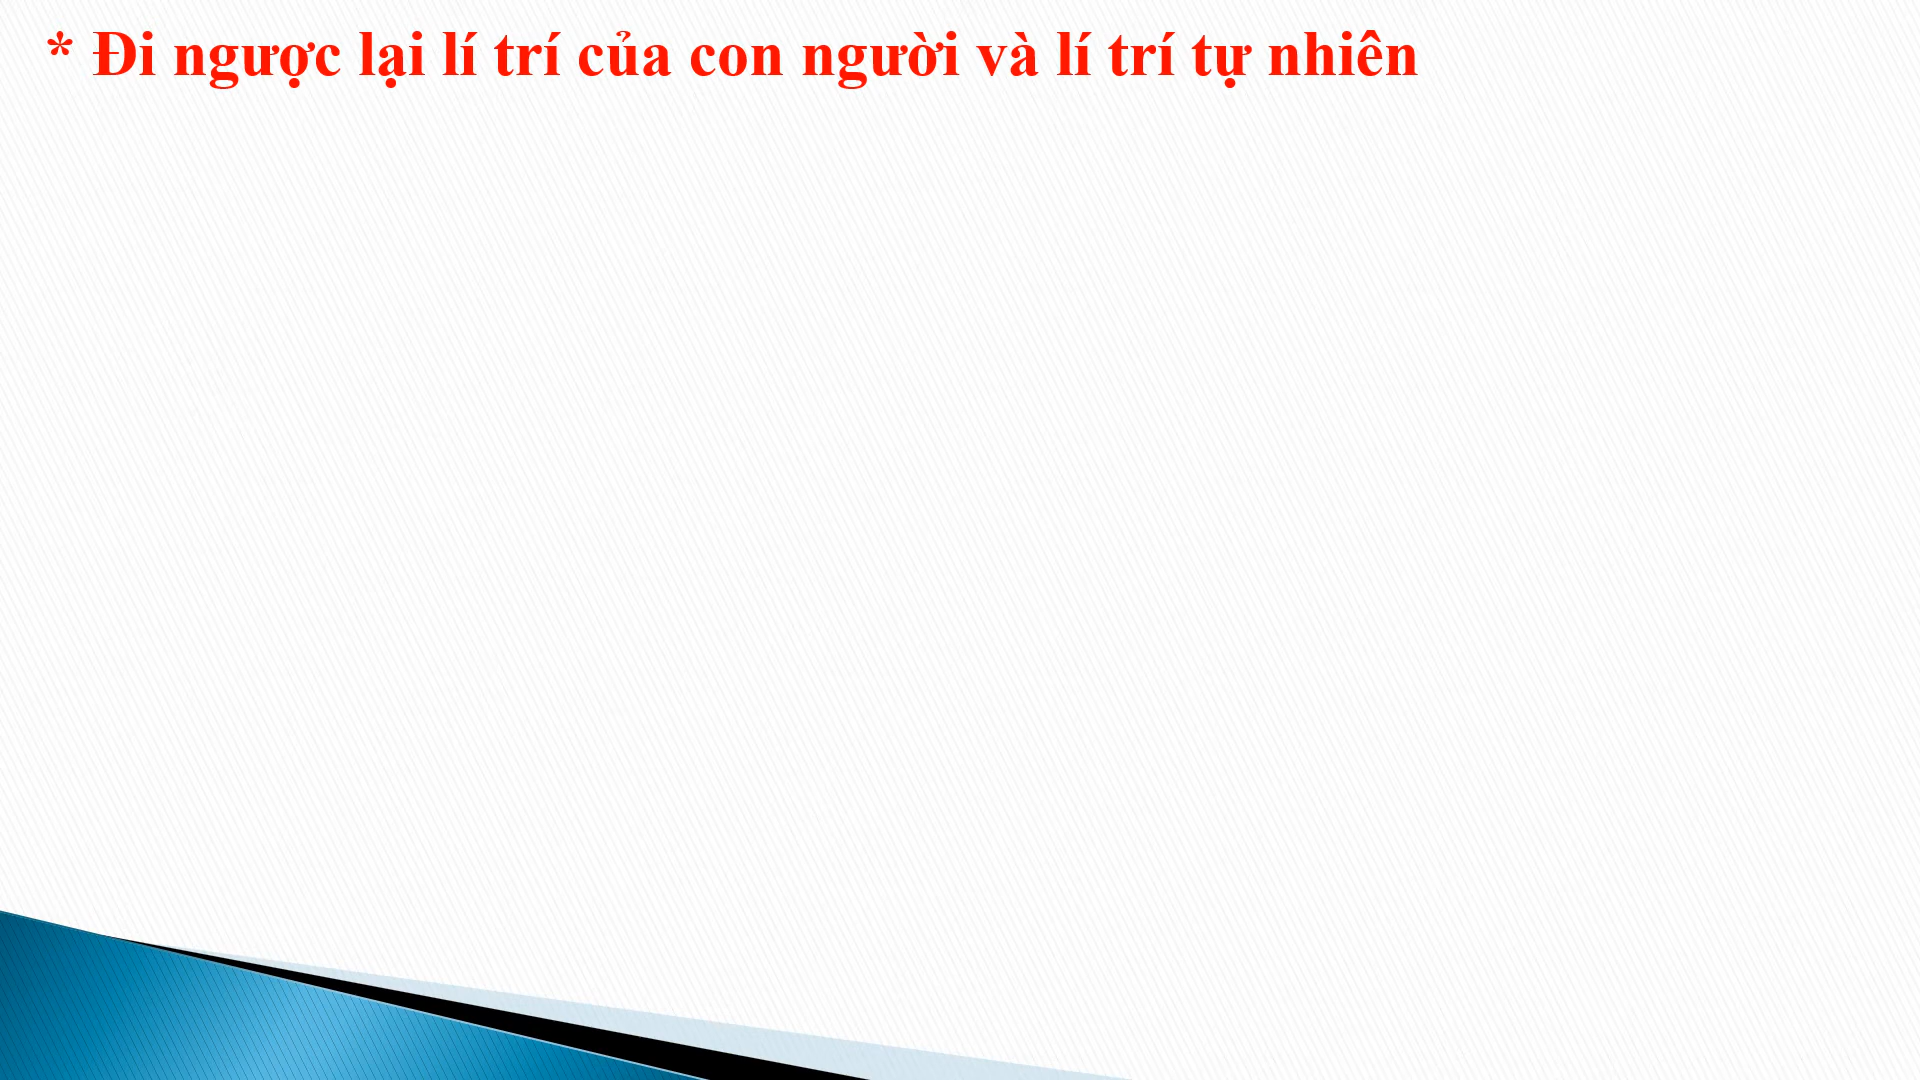 * Đi ngược lại lí trí của con người và lí trí tự nhiên